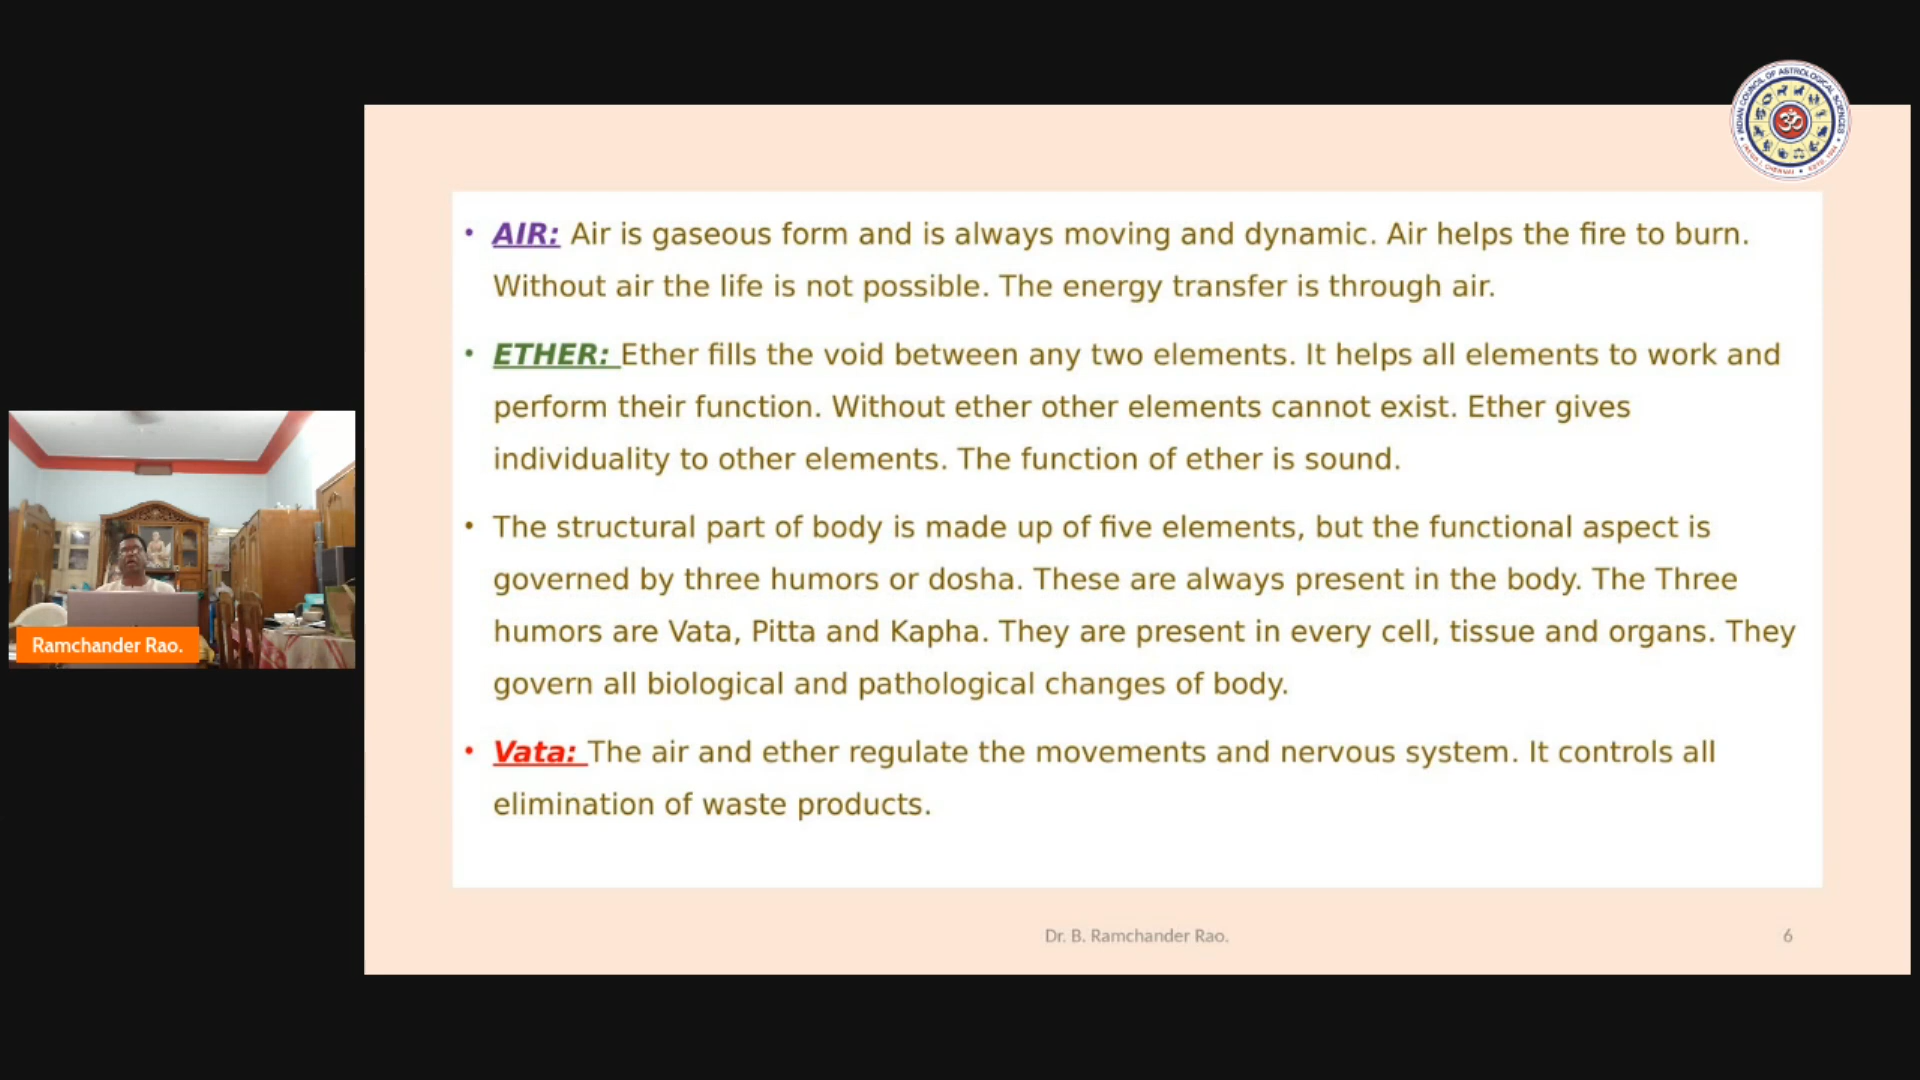 INDIAN COUNCIL OF ASTROLOGICAL SCIENCES
• AIR: Air is gaseous form and is always moving and dynamic. Air helps the fire to burn.
Without air the life is not possible. The energy transfer is through air.
• ETHER: Ether fills the void between any two elements. It helps all elements to work and
perform their function. Without ether other elements cannot exist. Ether gives
individuality to other elements. The function of ether is sound.
• The structural part of body is made up of five elements, but the functional aspect is
governed by three humors or dosha. These are always present in the body. The Three
humors are Vata, Pitta and Kapha. They are present in every cell, tissue and organs. They
govern all biological and pathological changes of body.
• Vata: The air and ether regulate the movements and nervous system. It controls all
elimination of waste products.
Ramchander Rao.
Dr. B. Ramchander Rao.
6